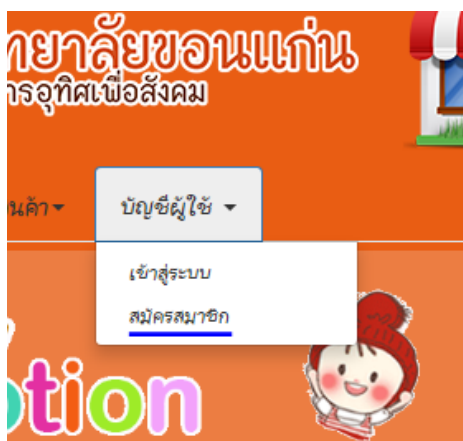 ทยาลัยขอนแก่น
ารอุทิศเพื่อสังคม
นค้า
บัญชีผู้ใช้
เข้าสู่ระบบ
สมัครสมาชิก
otion